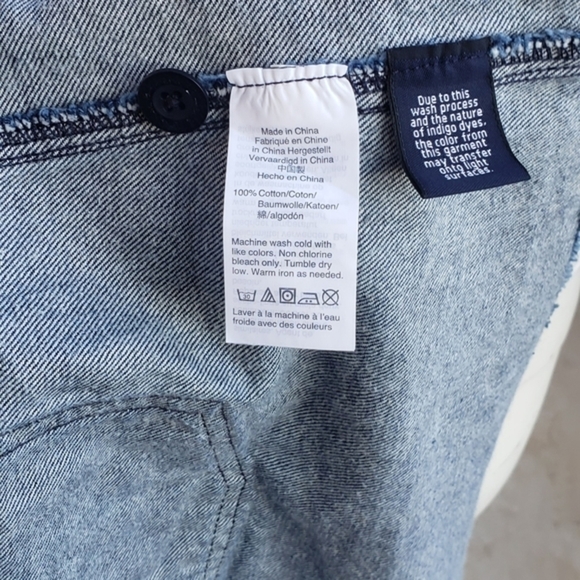 Made in China
Fabriqué en Chine
in China Hergestellt
Vervaardigd in China
中国製
Hecho en China
100% Cotton/Coton/
Baumwolle/Katoen/
綿/algodón
Machine wash cold with
like colors. Non chlorine
bleach only. Tumble dry
low. Warm iron as needed.
30
Laver à la machine à l'eau
froide avec des couleurs
Due to this
wash process
and the nature
of indigo dyes.
the color from
this garment
may transfer
onto light
surfaces.